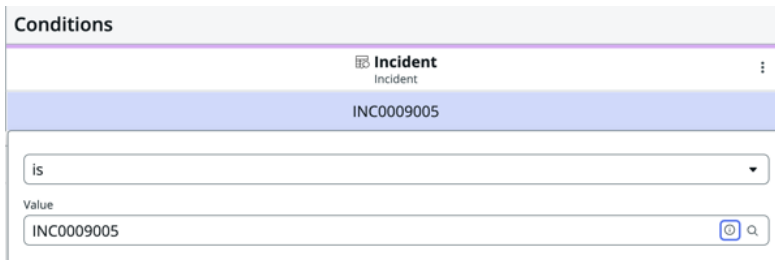 Conditions
Incident
Incident
INC0009005
is
Value
INC0009005